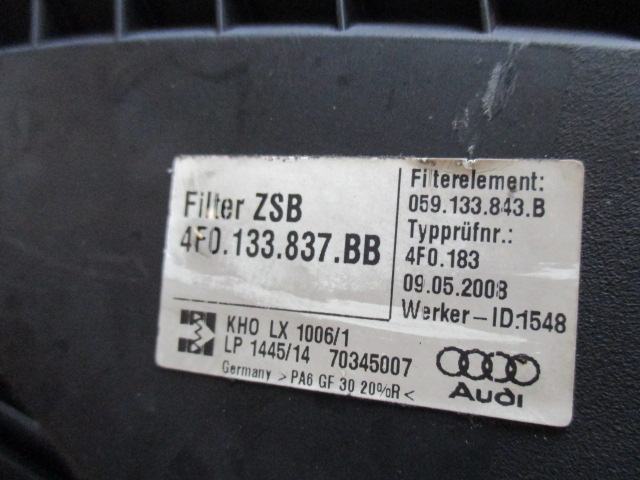 Filter ZSB
4F0.133.837.BB
KHO LX 1006/1
LP 1445/14 70345007
Germany > PA6 GF 30 20%R <
Filterelement:
059.133.843.B
Typprüfnr.:
4F0.183
09.05.2008
Werker-ID:1548
Audi